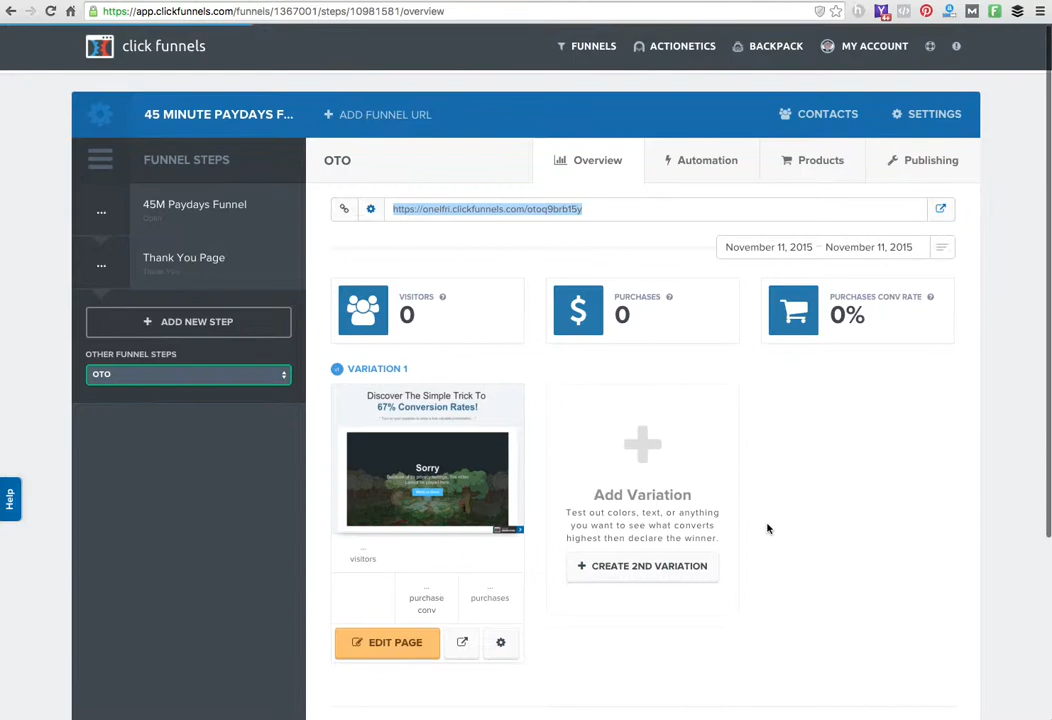 https://app.clickfunnels.com/funnels/1367001/steps/10981581/overview
click funnels
FUNNELS
ACTIONETICS
BACKPACK
MY ACCOUNT
45 MINUTE PAYDAYS F...
+ ADD FUNNEL URL
CONTACTS
SETTINGS
FUNNEL STEPS
OTO
Overview
Automation
Products
Publishing
... 45M Paydays Funnel
Optin
https://onelfri.clickfunnels.com/otoq9brb15y
November 11, 2015 – November 11, 2015
... Thank You Page
Thank You
VISITORS
0
PURCHASES
0
PURCHASES CONV RATE
0%
+ ADD NEW STEP
OTHER FUNNEL STEPS
OTO
VARIATION 1
Discover The Simple Trick To
67% Conversion Rates!
Sorry
Add Variation
Test out colors, text, or anything
you want to see what converts
highest then declare the winner.
+ CREATE 2ND VARIATION
...
visitors
...
purchase
conv
...
purchases
EDIT PAGE
Help